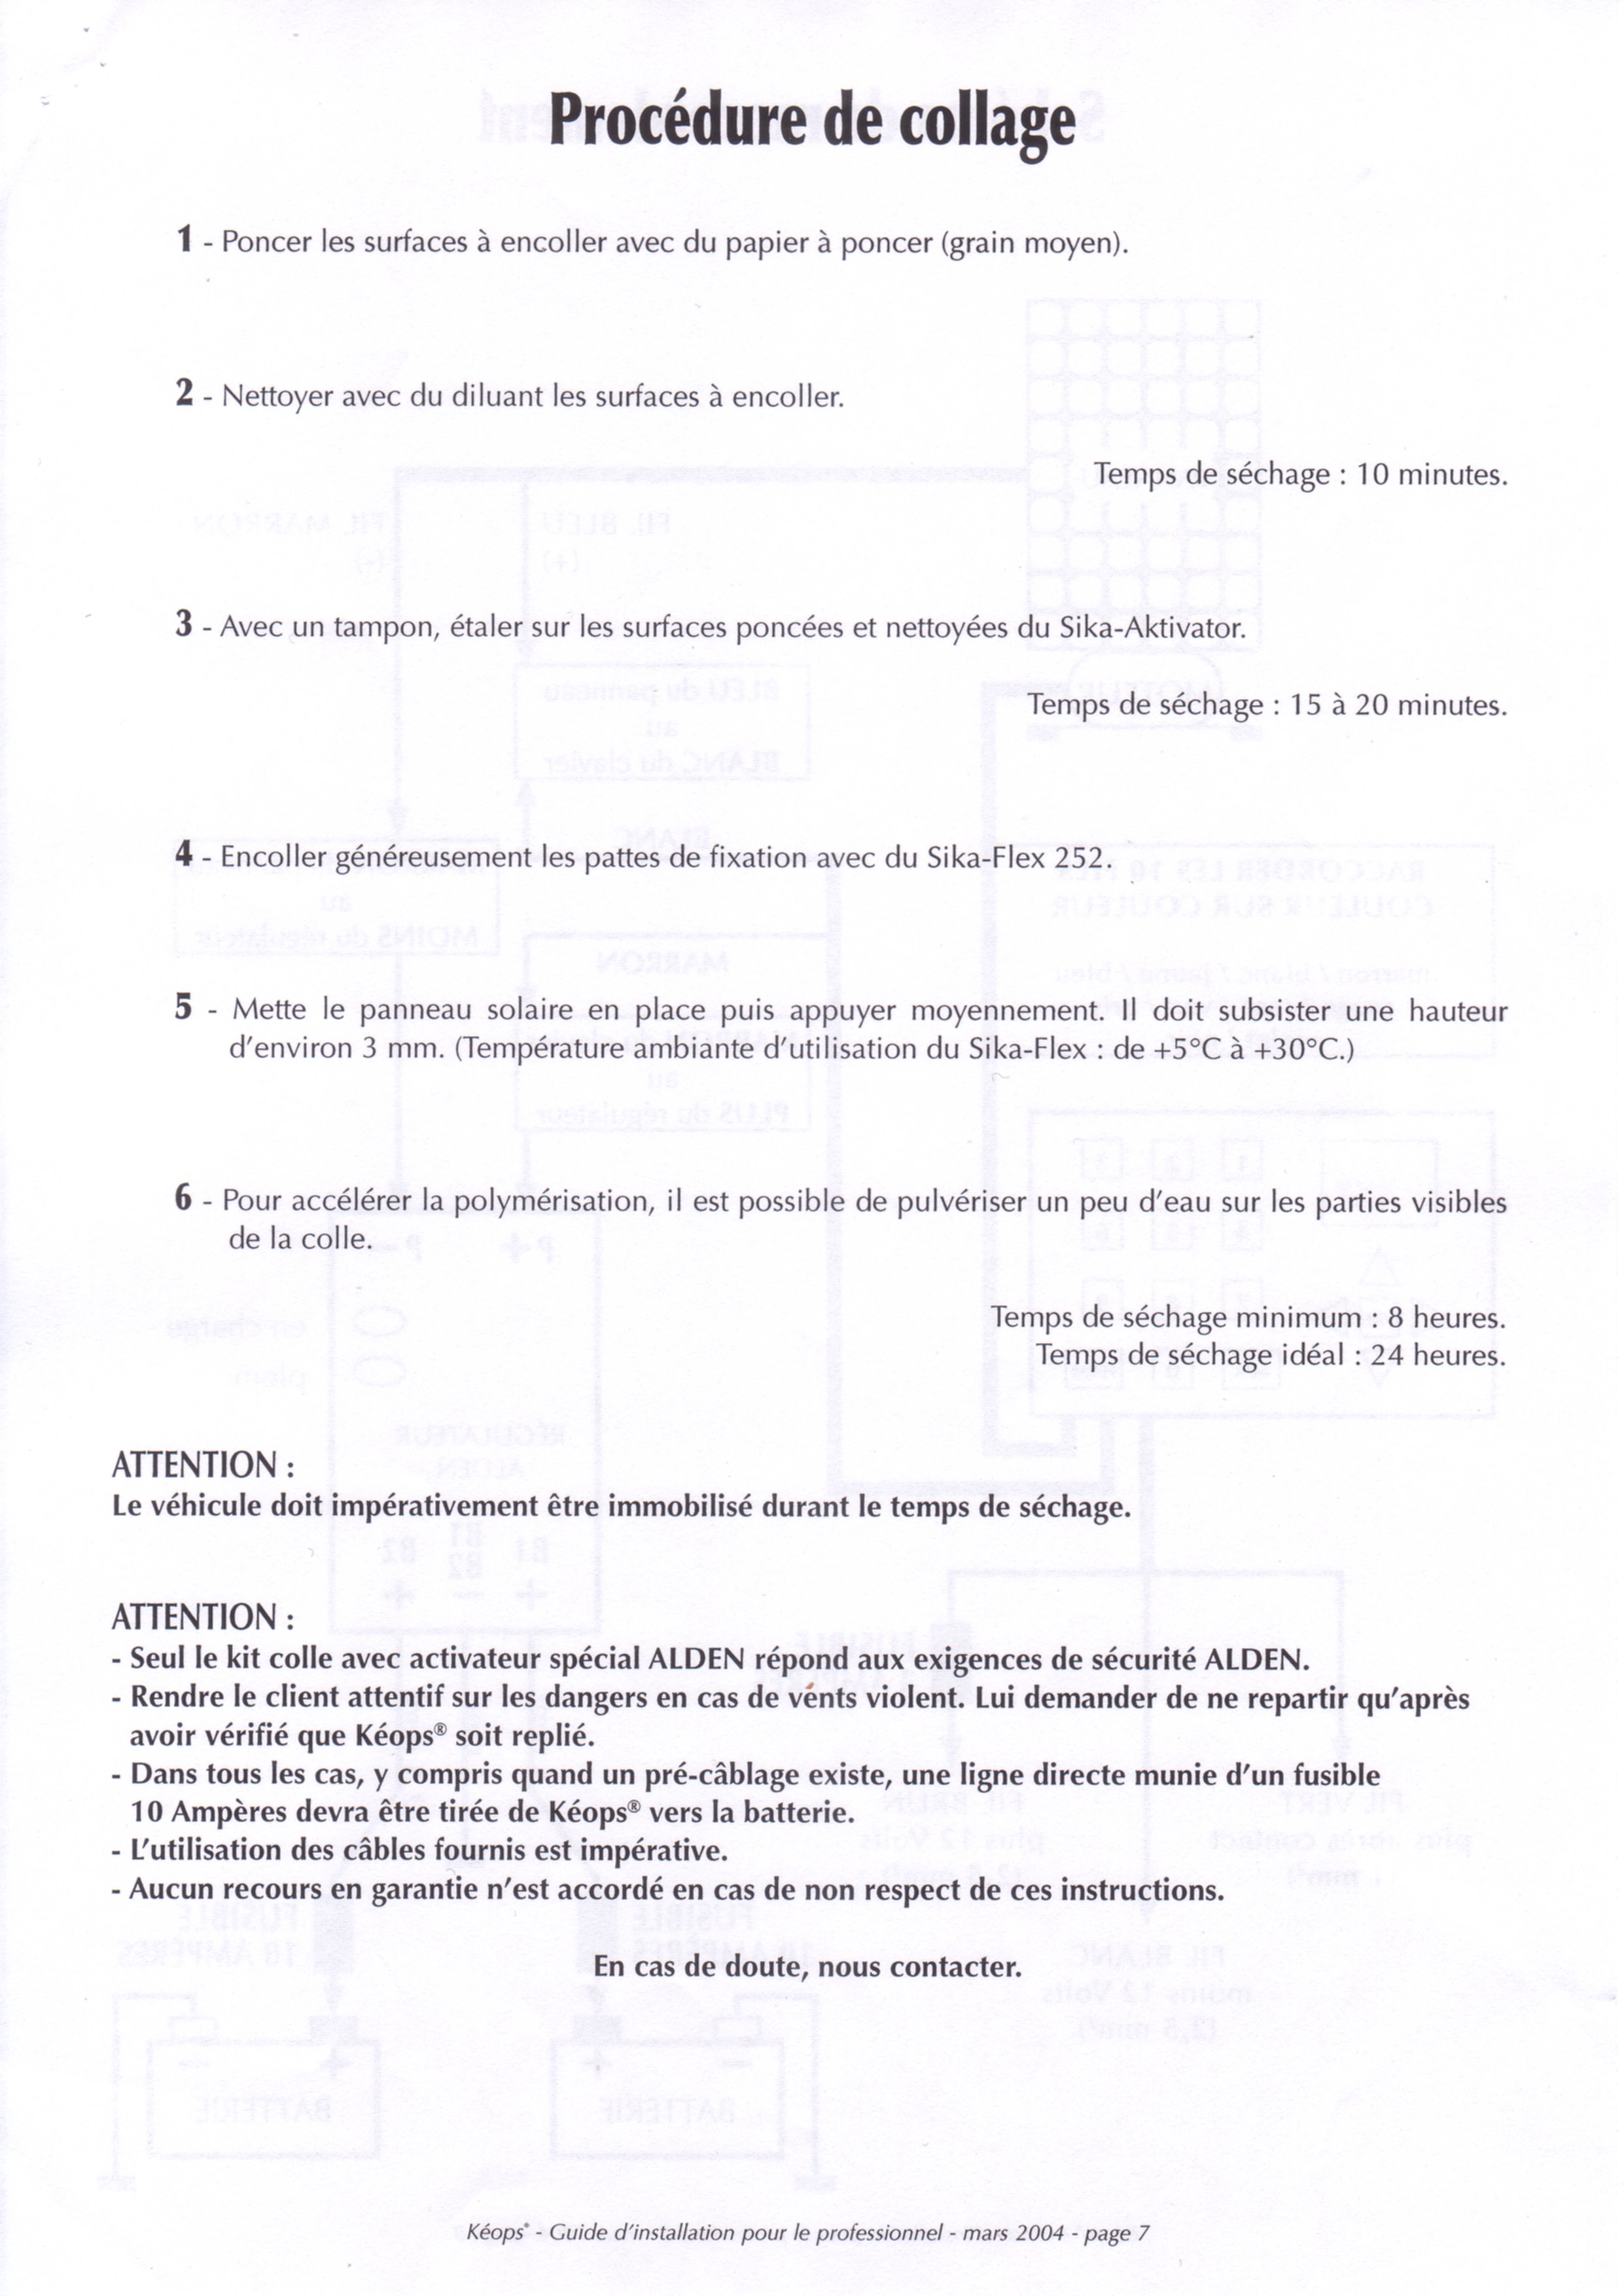 Procédure de collage
1 - Poncer les surfaces à encoller avec du papier à poncer (grain moyen).
2 - Nettoyer avec du diluant les surfaces à encoller.
Temps de séchage : 10 minutes.
3 - Avec un tampon, étaler sur les surfaces poncées et nettoyées du Sika-Aktivator.
Temps de séchage : 15 à 20 minutes.
4 - Encoller généreusement les pattes de fixation avec du Sika-Flex 252.
5 - Mette le panneau solaire en place puis appuyer moyennement. Il doit subsister une hauteur
d'environ 3 mm. (Température ambiante d'utilisation du Sika-Flex : de +5°C à +30°C.)
6 - Pour accélérer la polymérisation, il est possible de pulvériser un peu d'eau sur les parties visibles
de la colle.
Temps de séchage minimum : 8 heures.
Temps de séchage idéal : 24 heures.
ATTENTION :
Le véhicule doit impérativement être immobilisé durant le temps de séchage.
ATTENTION :
- Seul le kit colle avec activateur spécial ALDEN répond aux exigences de sécurité ALDEN.
- Rendre le client attentif sur les dangers en cas de vents violent. Lui demander de ne repartir qu'après
avoir vérifié que Kéops® soit replié.
- Dans tous les cas, y compris quand un pré-câblage existe, une ligne directe munie d'un fusible
10 Ampères devra être tirée de Kéops® vers la batterie.
- L'utilisation des câbles fournis est impérative.
- Aucun recours en garantie n'est accordé en cas de non respect de ces instructions.
En cas de doute, nous contacter.
Kéops® - Guide d'installation pour le professionnel - mars 2004 - page 7